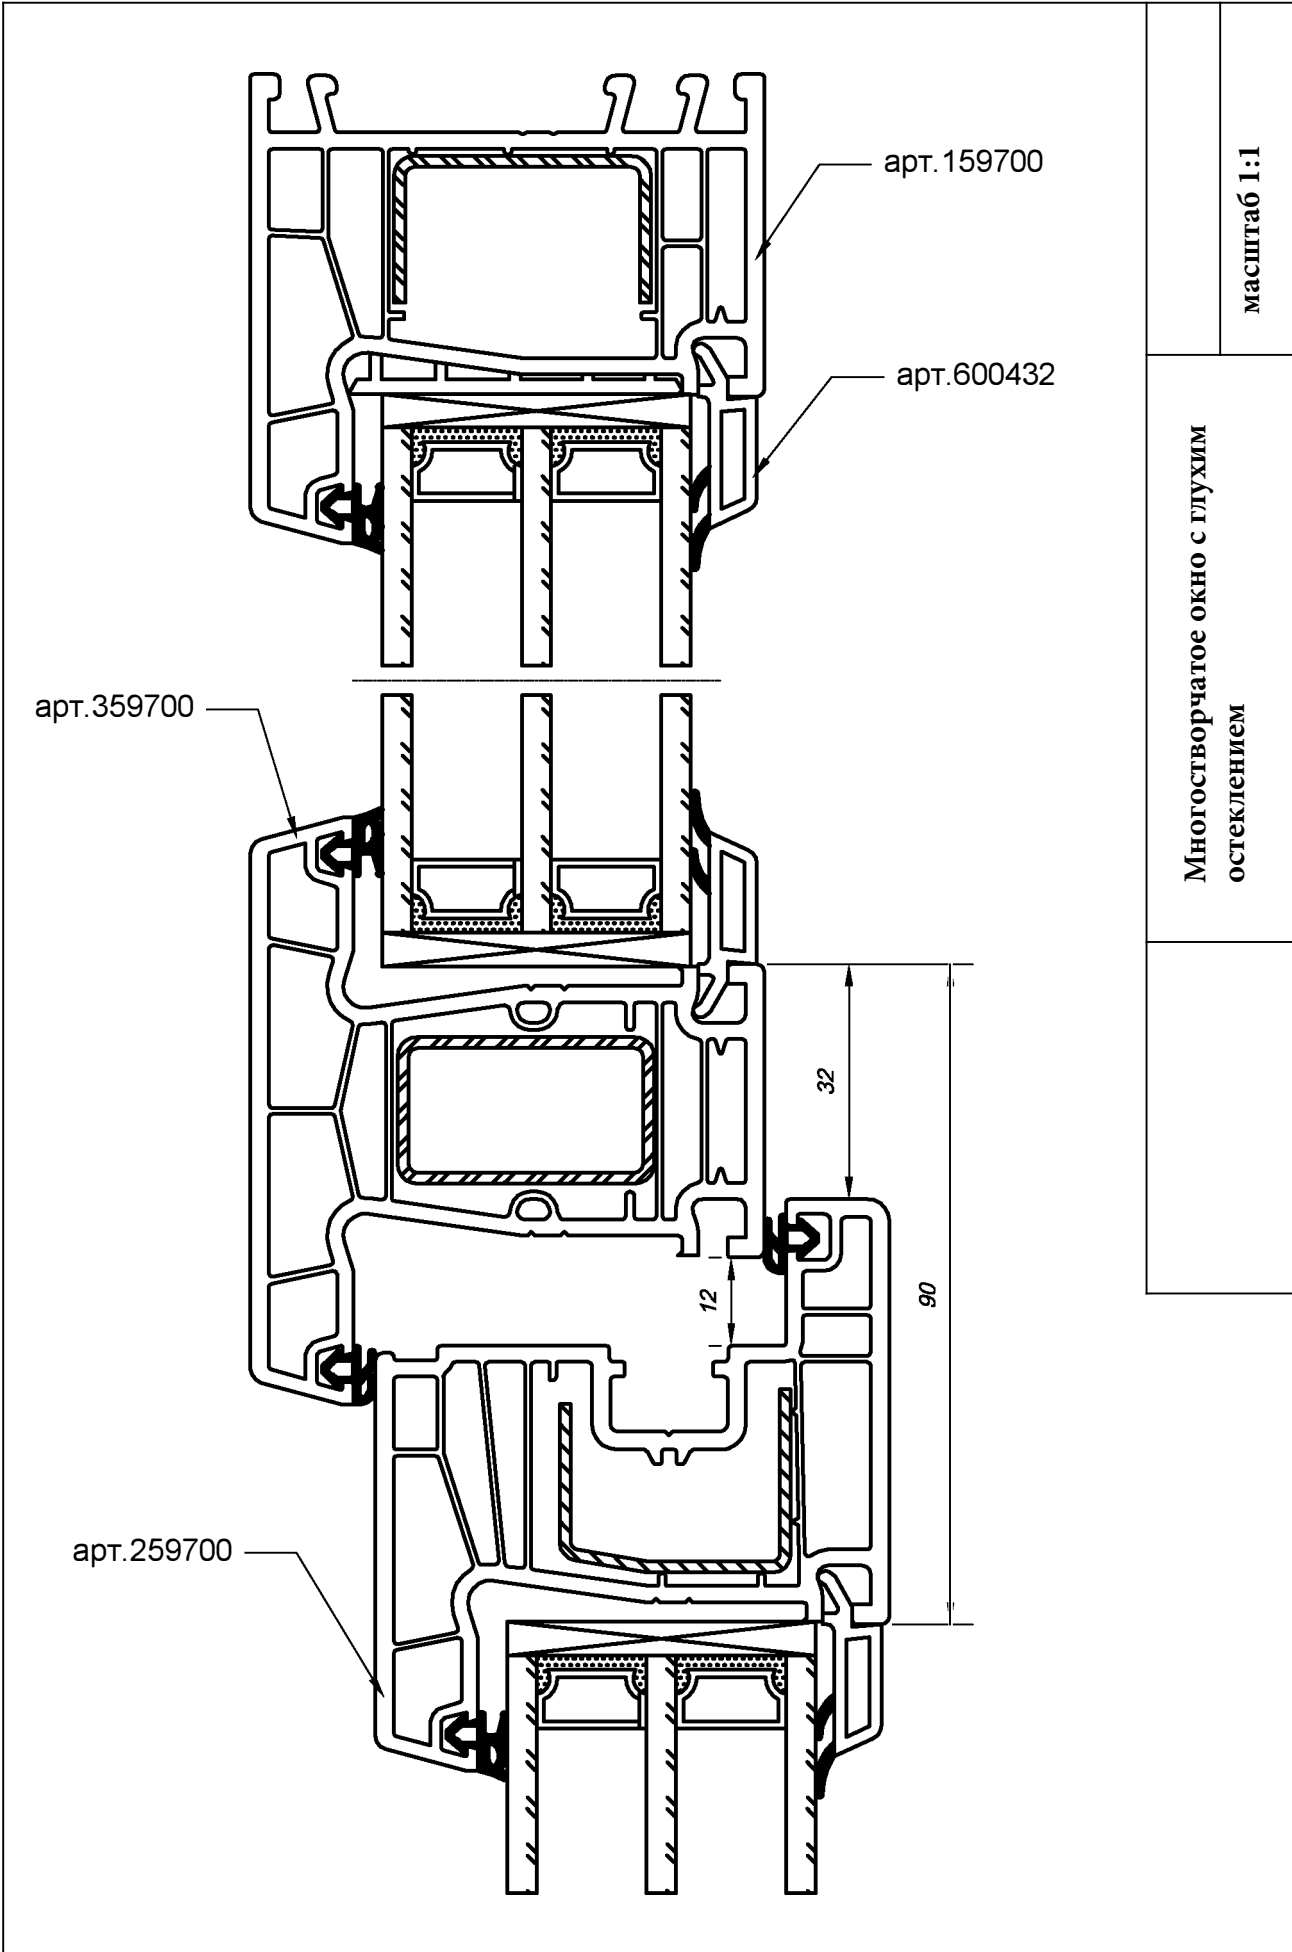 арт.159700
масштаб 1:1
арт.600432
Многостворчатое окно с глухим
остеклением
арт.359700
32
12
90
арт.259700